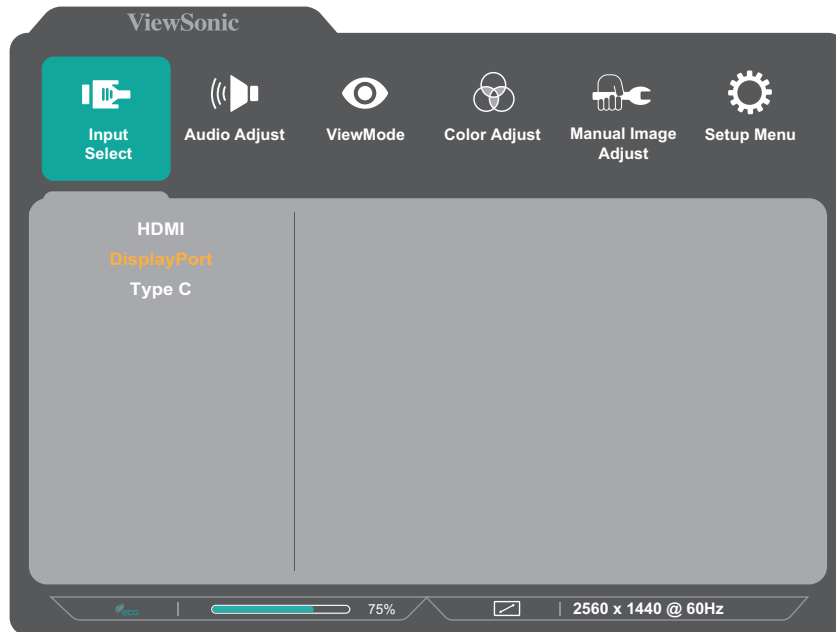 ViewSonic
Input
Select
Audio Adjust
ViewMode
Color Adjust
Manual Image
Adjust
Setup Menu
HDMI
DisplayPort
Type C
eco
75%
2560 x 1440 @ 60Hz